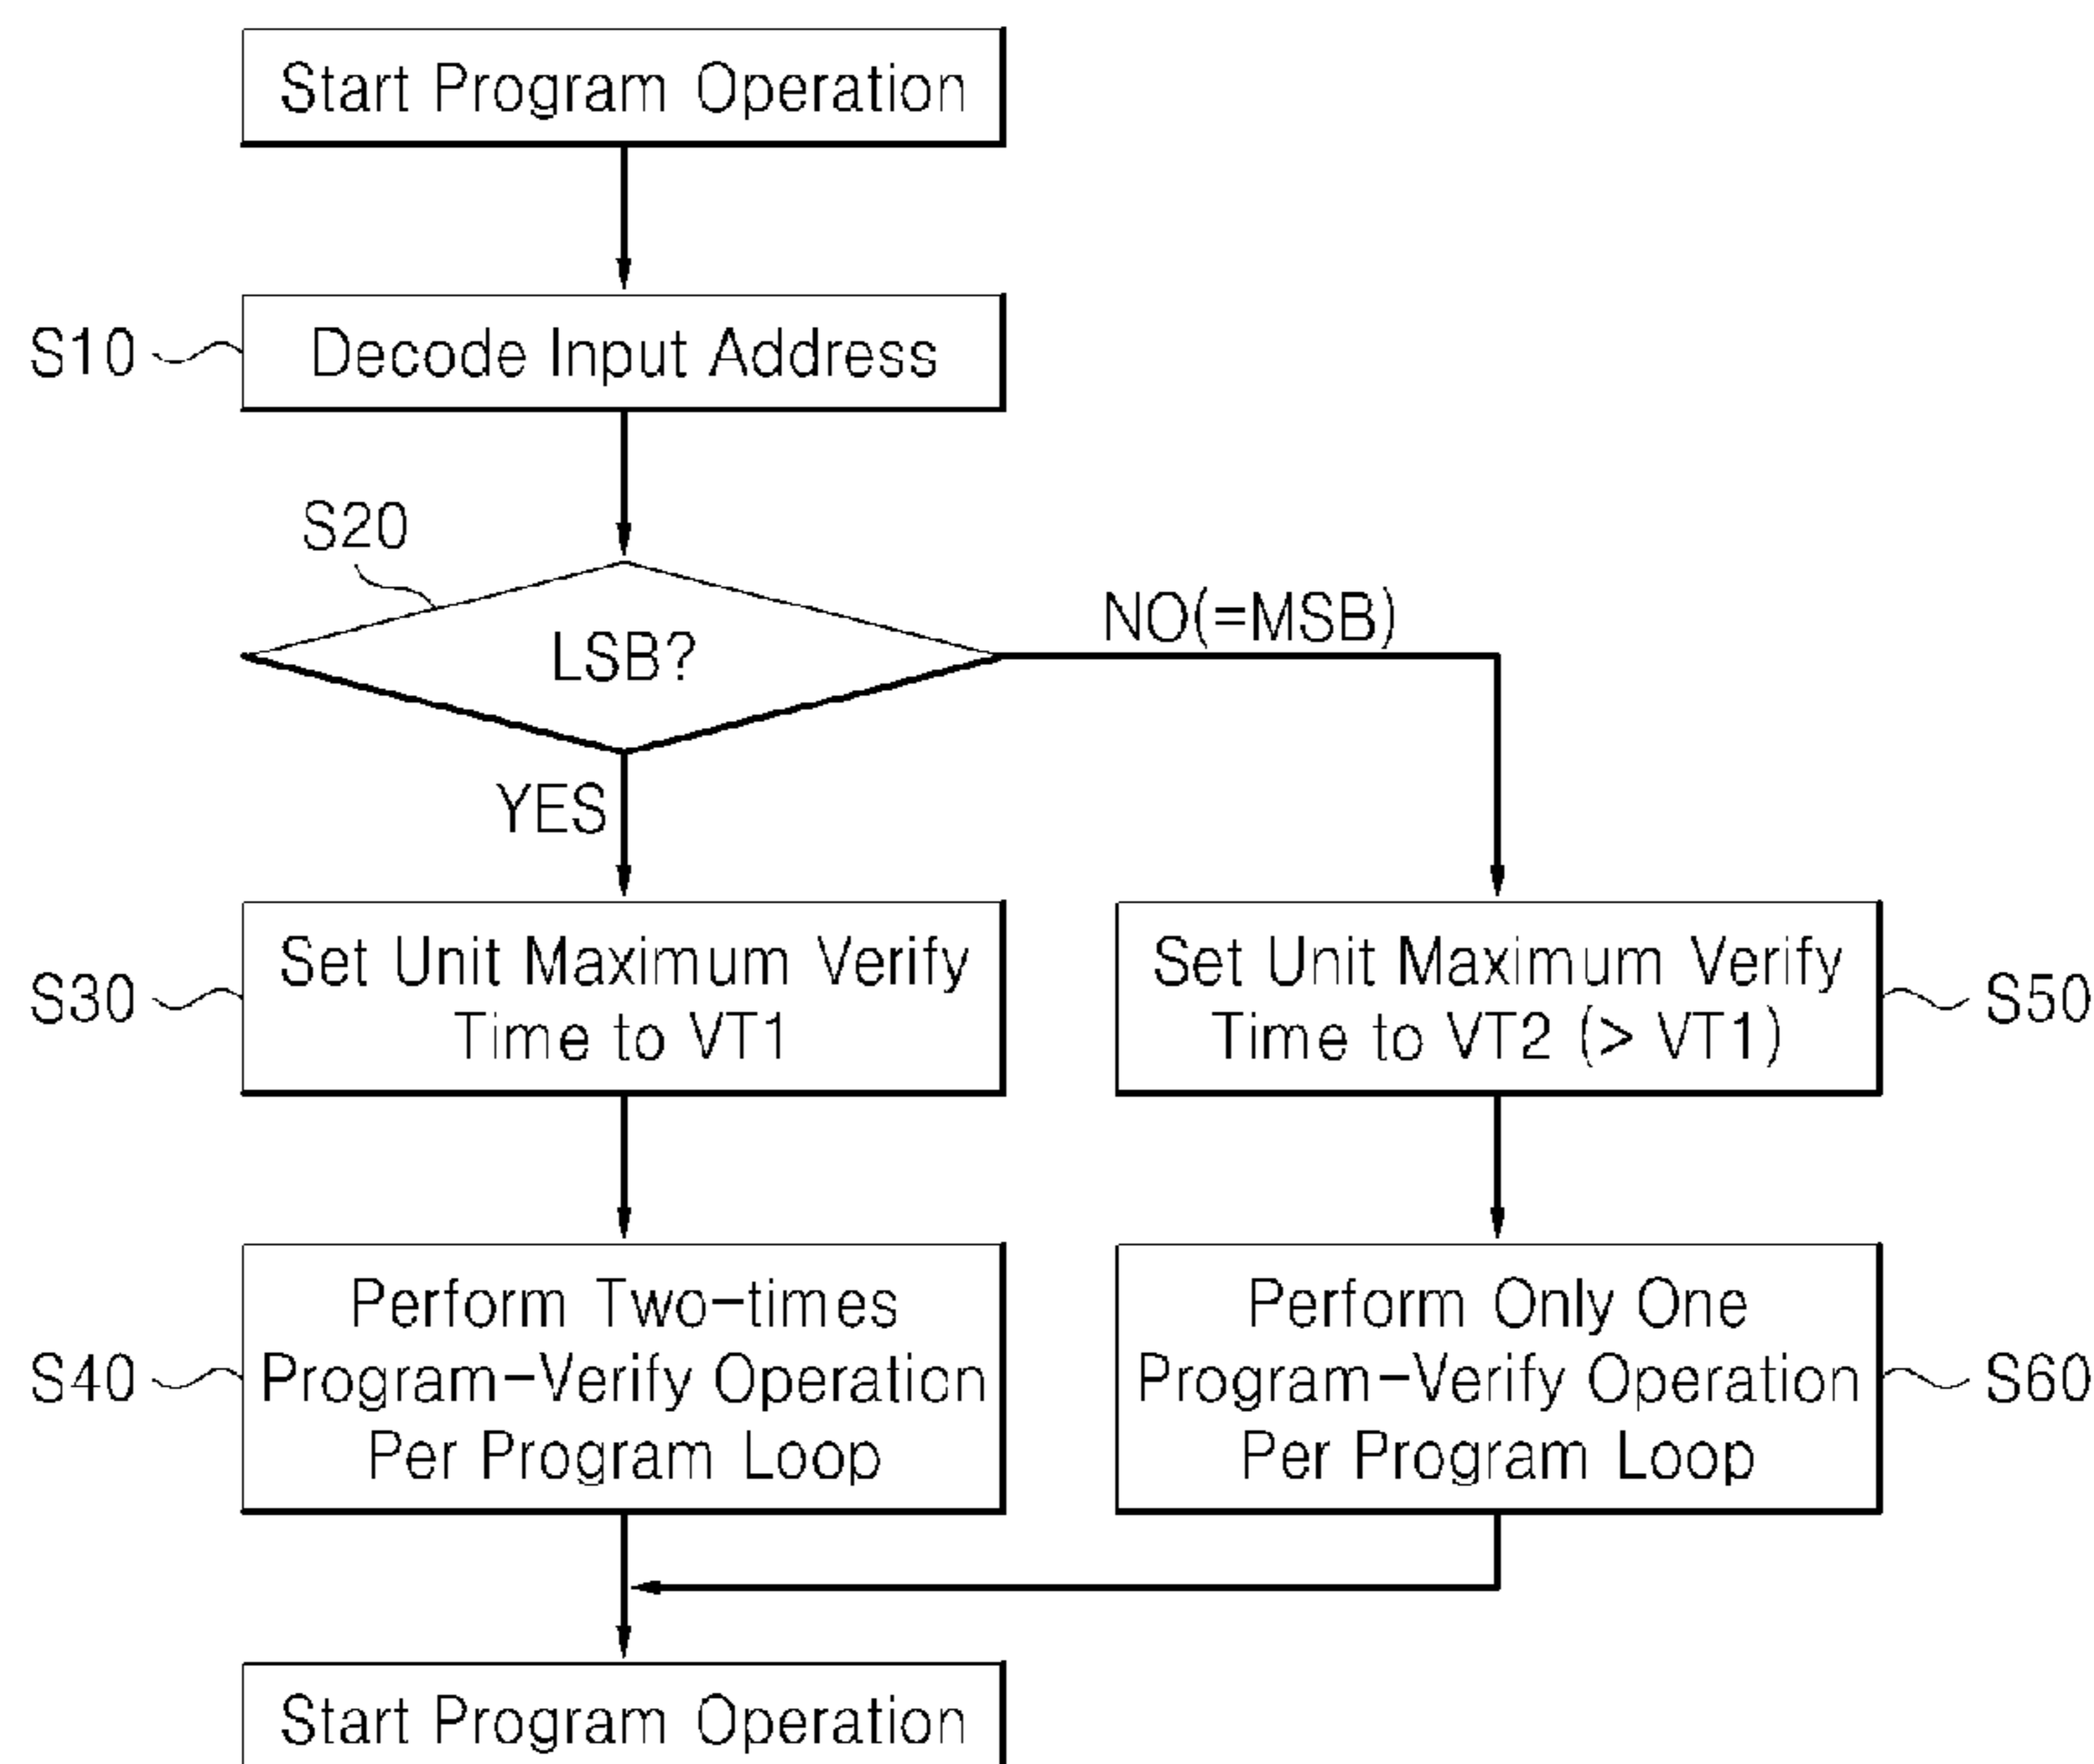 Start Program Operation
S10
Decode Input Address
S20
LSB?
NO(=MSB)
YES
S30
Set Unit Maximum Verify
Time to VT1
Set Unit Maximum Verify
Time to VT2 (> VT1)
S50
S40
Perform Two-times
Program-Verify Operation
Per Program Loop
Perform Only One
Program-Verify Operation
Per Program Loop
S60
Start Program Operation